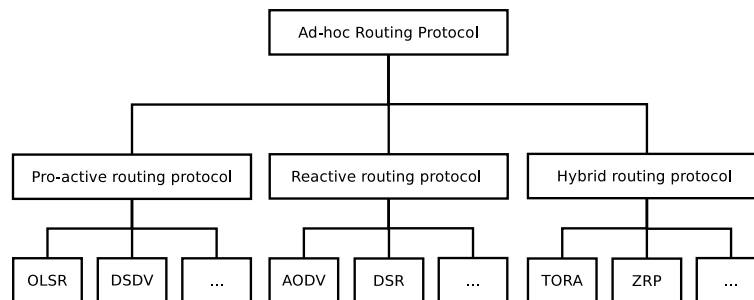 Ad-hoc Routing Protocol
Pro-active routing protocol
Reactive routing protocol
Hybrid routing protocol
OLSR
DSDV
...
AODV
DSR
...
TORA
ZRP
...